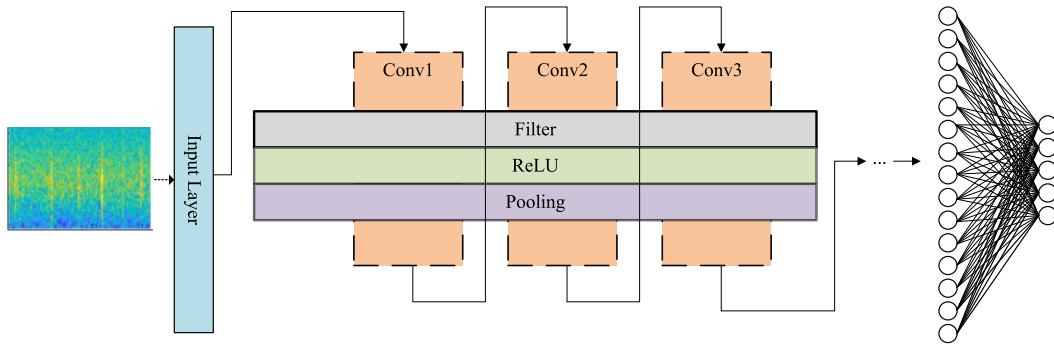 Input Layer
Conv1
Conv2
Conv3
Filter
ReLU
Pooling
...